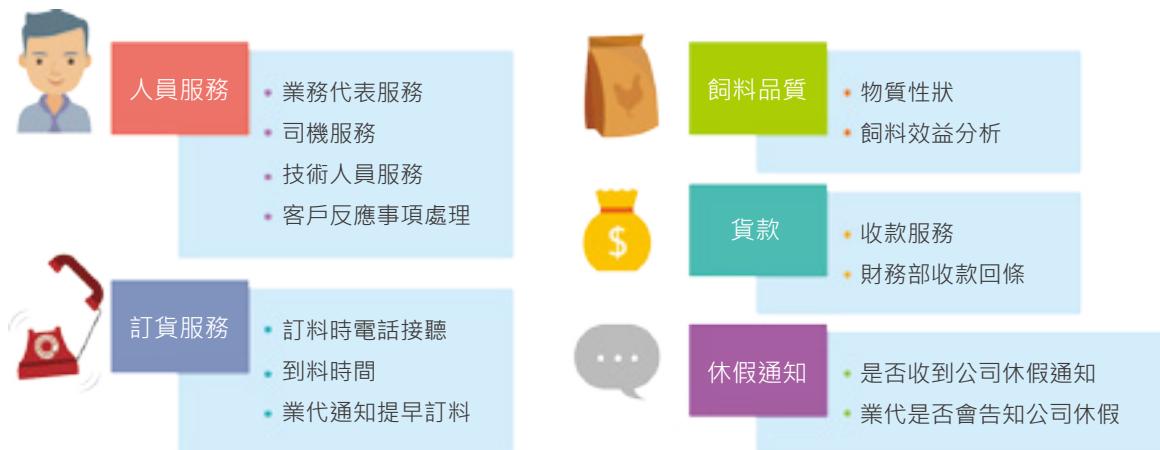 人員服務
• 業務代表服務
• 司機服務
• 技術人員服務
• 客戶反應事項處理
訂貨服務
• 訂料時電話接聽
• 到料時間
• 業代通知提早訂料
飼料品質
• 物質性狀
• 飼料效益分析
$
貨款
• 收款服務
• 財務部收款回條
休假通知
• 是否收到公司休假通知
• 業代是否會告知公司休假